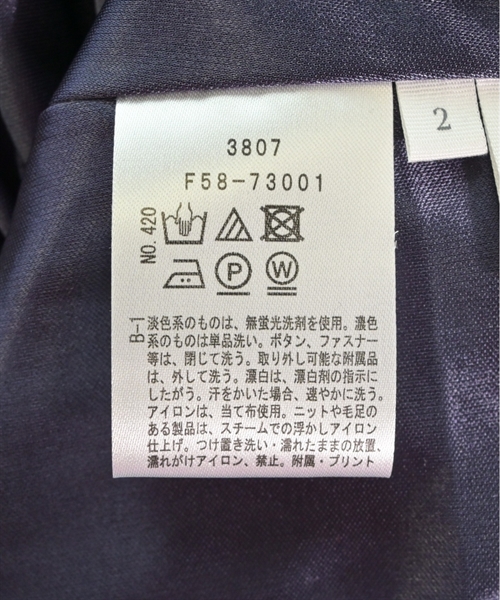 2
3807
F58-73001
NO. 420
P
W
B-1
淡色系のものは、無蛍光洗剤を使用。濃色
系のものは単品洗い。ボタン、ファスナー
等は、閉じて洗う。取り外し可能な附属品
は、外して洗う。漂白は、漂白剤の指示に
したがう。汗をかいた場合、速やかに洗う。
アイロンは、当て布使用。ニットや毛足の
ある製品は、スチームでの浮かしアイロン
仕上げ。つけ置き洗い・濡れたままの放置、
濡れがけアイロン、禁止。附属・プリント